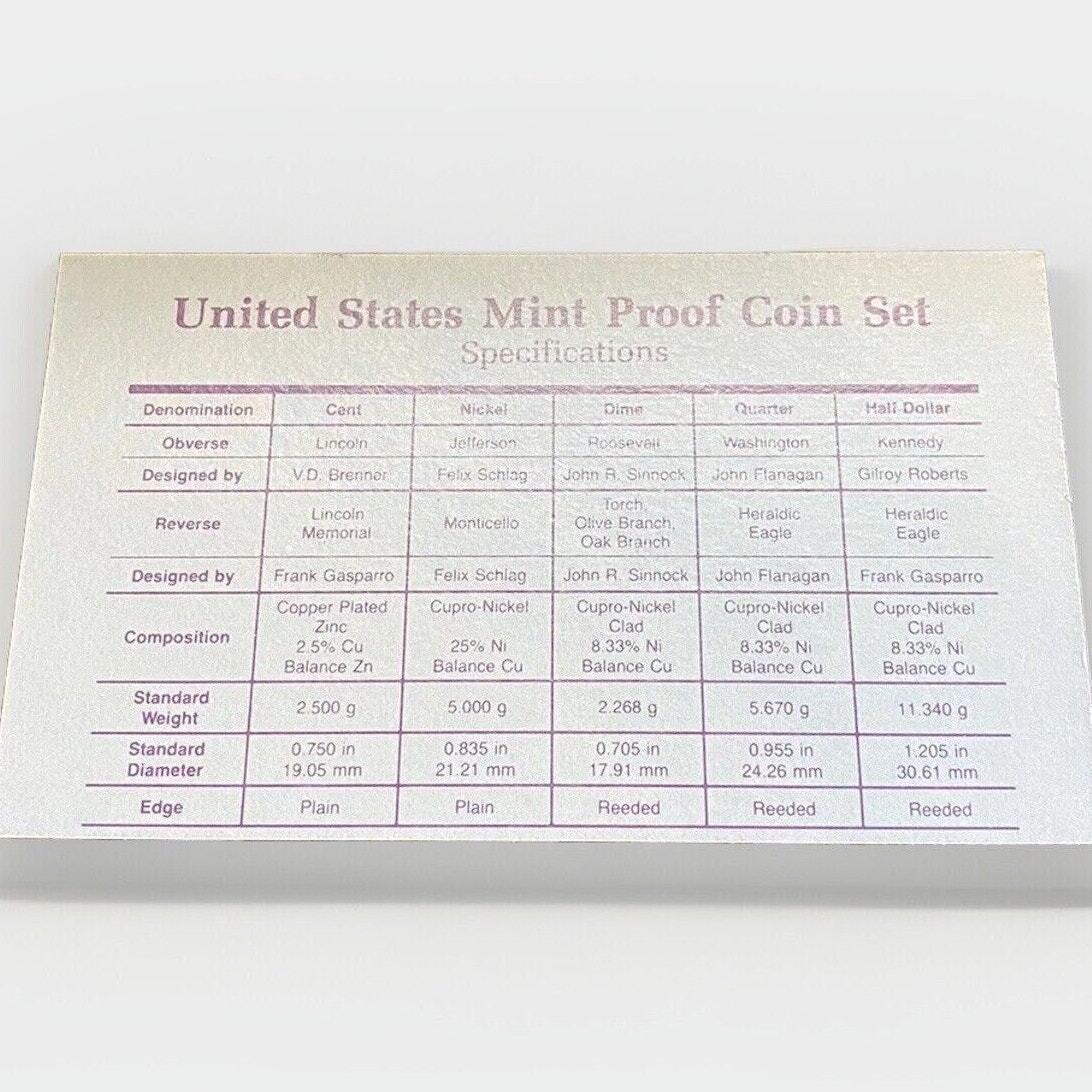 United States Mint Proof Coin Set
Specifications
Denomination Cent Nickel Dime Quarter Half Dollar
Obverse Lincoln Jefferson Roosevelt Washington Kennedy
Designed by V.D. Brenner Felix Schlag John R. Sinnock John Flanagan Gilroy Roberts
Reverse Lincoln Memorial Monticello Torch, Olive Branch, Oak Branch Heraldic Eagle Heraldic Eagle
Designed by Frank Gasparro Felix Schlag John R. Sinnock John Flanagan Frank Gasparro
Composition Copper Plated Zinc 2.5% Cu Balance Zn Cupro-Nickel 25% Ni Balance Cu Cupro-Nickel Clad 8.33% Ni Balance Cu Cupro-Nickel Clad 8.33% Ni Balance Cu Cupro-Nickel Clad 8.33% Ni Balance Cu
Standard Weight 2.500 g 5.000 g 2.268 g 5.670 g 11.340 g
Standard Diameter 0.750 in 19.05 mm 0.835 in 21.21 mm 0.705 in 17.91 mm 0.955 in 24.26 mm 1.205 in 30.61 mm
Edge Plain Plain Reeded Reeded Reeded